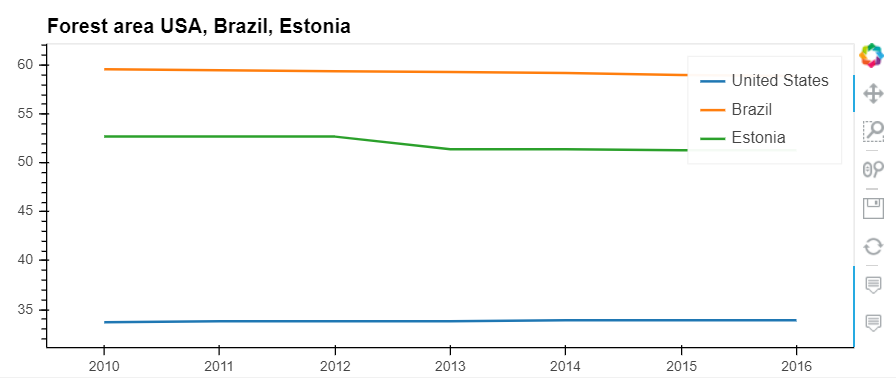 Forest area USA, Brazil, Estonia
60
55
50
45
40
35
United States
Brazil
Estonia
2010 2011 2012 2013 2014 2015 2016